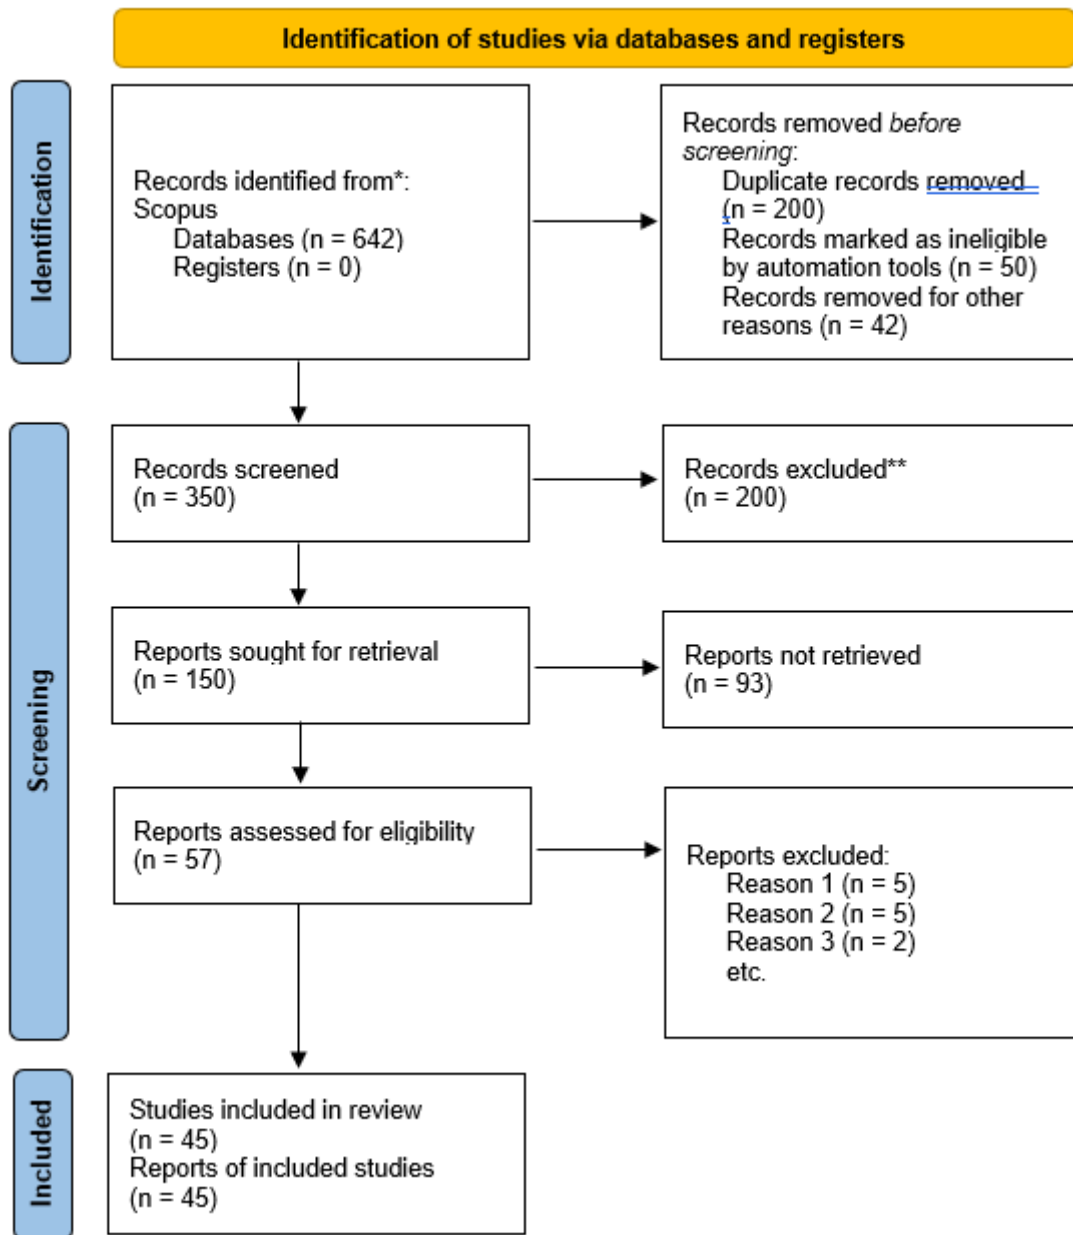 Identification of studies via databases and registers
Identification
Records identified from*:
Scopus
Databases (n = 642)
Registers (n = 0)
Records removed before
screening:
Duplicate records removed
(n = 200)
Records marked as ineligible
by automation tools (n = 50)
Records removed for other
reasons (n = 42)
Screening
Records screened
(n = 350)
Records excluded**
(n = 200)
Reports sought for retrieval
(n = 150)
Reports not retrieved
(n = 93)
Reports assessed for eligibility
(n = 57)
Reports excluded:
Reason 1 (n = 5)
Reason 2 (n = 5)
Reason 3 (n = 2)
etc.
Included
Studies included in review
(n = 45)
Reports of included studies
(n = 45)